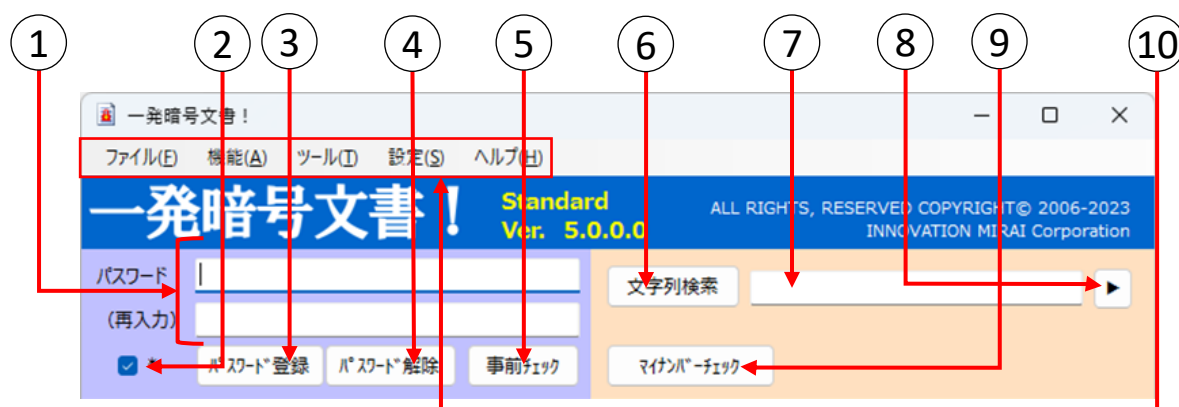 1 2 3 4 5 6 7 8 9 10
一発暗号文書！
ファイル(F) 機能(A) ツール(T) 設定(S) ヘルプ(H)
一発暗号文書！ Standard
Ver. 5.0.0.0
ALL RIGHTS, RESERVED COPYRIGHT© 2006-2023
INNOVATION MIRAI Corporation
パスワード
文字列検索 ▶
(再入力)
* ﾊﾟｽﾜｰﾄﾞ登録 ﾊﾟｽﾜｰﾄﾞ解除 事前ﾁｪｯｸ ﾏｲﾅﾝﾊﾞｰﾁｪｯｸ